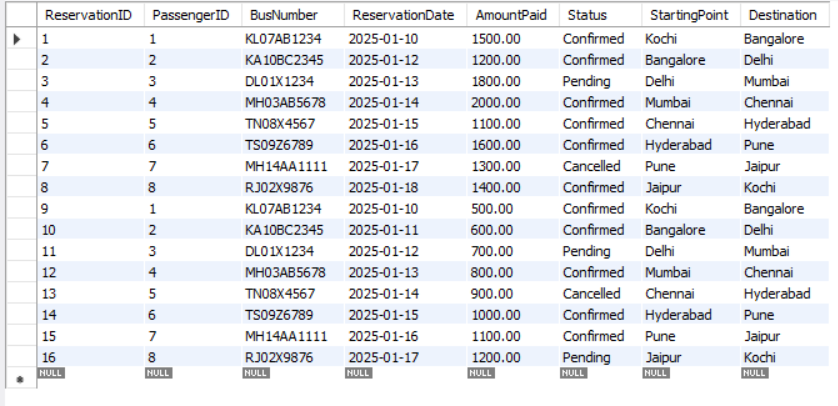 ReservationID PassengerID BusNumber ReservationDate AmountPaid Status StartingPoint Destination
1 1 KL07AB1234 2025-01-10 1500.00 Confirmed Kochi Bangalore
2 2 KA10BC2345 2025-01-12 1200.00 Confirmed Bangalore Delhi
3 3 DL01X1234 2025-01-13 1800.00 Pending Delhi Mumbai
4 4 MH03AB5678 2025-01-14 2000.00 Confirmed Mumbai Chennai
5 5 TN08X4567 2025-01-15 1100.00 Confirmed Chennai Hyderabad
6 6 TS09Z6789 2025-01-16 1600.00 Confirmed Hyderabad Pune
7 7 MH14AA1111 2025-01-17 1300.00 Cancelled Pune Jaipur
8 8 RJ02X9876 2025-01-18 1400.00 Confirmed Jaipur Kochi
9 1 KL07AB1234 2025-01-10 500.00 Confirmed Kochi Bangalore
10 2 KA10BC2345 2025-01-11 600.00 Confirmed Bangalore Delhi
11 3 DL01X1234 2025-01-12 700.00 Pending Delhi Mumbai
12 4 MH03AB5678 2025-01-13 800.00 Confirmed Mumbai Chennai
13 5 TN08X4567 2025-01-14 900.00 Cancelled Chennai Hyderabad
14 6 TS09Z6789 2025-01-15 1000.00 Confirmed Hyderabad Pune
15 7 MH14AA1111 2025-01-16 1100.00 Confirmed Pune Jaipur
16 8 RJ02X9876 2025-01-17 1200.00 Pending Jaipur Kochi
NULL NULL NULL NULL NULL NULL NULL NULL